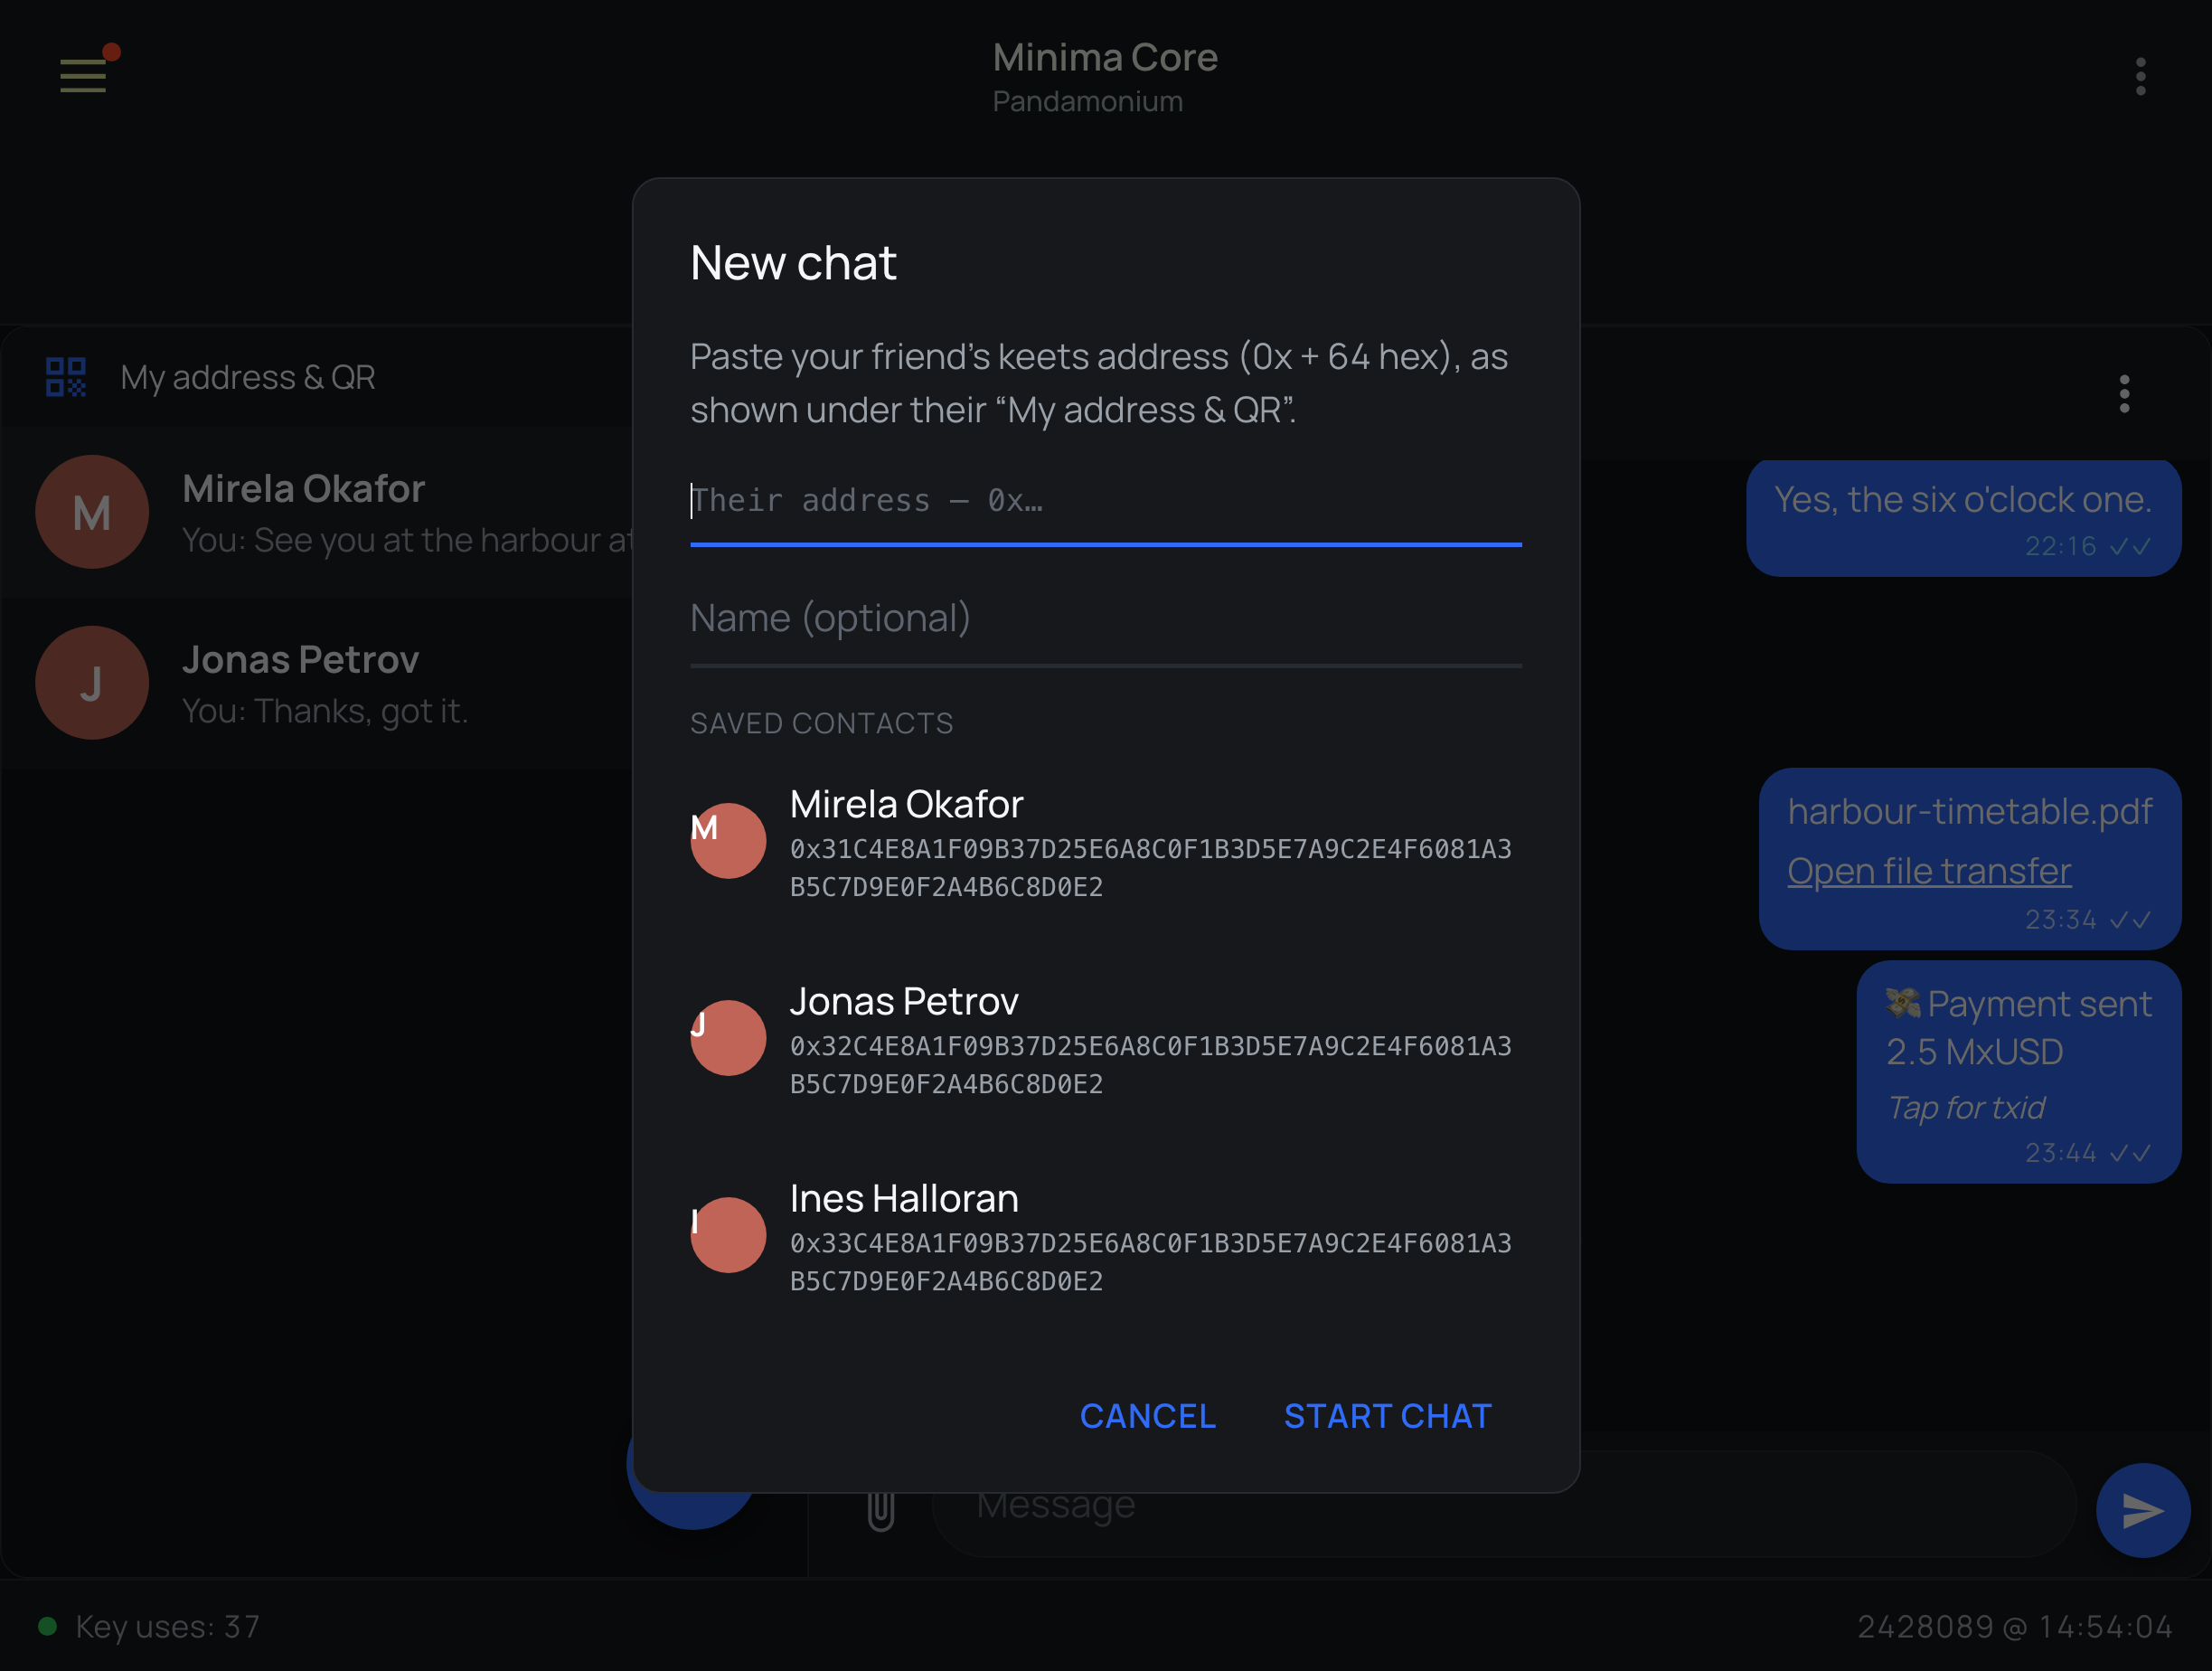 Minima Core
Pandamonium
My address & QR
Mirela Okafor
You: See you at the harbour at
Jonas Petrov
You: Thanks, got it.
New chat
Paste your friend’s keets address (0x + 64 hex), as
shown under their “My address & QR”.
Their address – 0x…
Name (optional)
SAVED CONTACTS
M
Mirela Okafor
0x31C4E8A1F09B37D25E6A8C0F1B3D5E7A9C2E4F6081A3
B5C7D9E0F2A4B6C8D0E2
J
Jonas Petrov
0x32C4E8A1F09B37D25E6A8C0F1B3D5E7A9C2E4F6081A3
B5C7D9E0F2A4B6C8D0E2
I
Ines Halloran
0x33C4E8A1F09B37D25E6A8C0F1B3D5E7A9C2E4F6081A3
B5C7D9E0F2A4B6C8D0E2
CANCEL START CHAT
M
J
Yes, the six o'clock one.
22:16
harbour-timetable.pdf
Open file transfer
23:34
Payment sent
2.5 MxUSD
Tap for txid
23:44
Message
Key uses: 37
2428089 @ 14:54:04